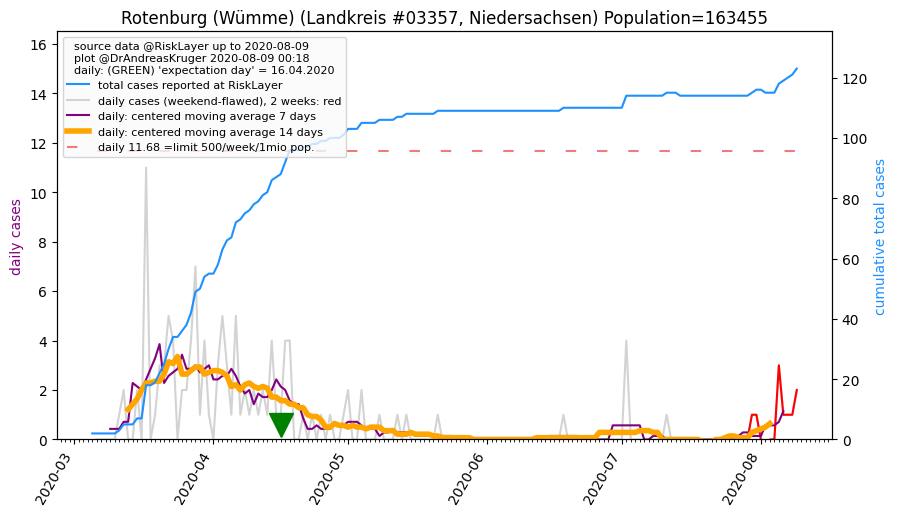 Rotenburg (Wümme) (Landkreis #03357, Niedersachsen) Population=163455
source data @RiskLayer up to 2020-08-09
plot @DrAndreasKruger 2020-08-09 00:18
daily: (GREEN) 'expectation day' = 16.04.2020
total cases reported at RiskLayer
daily cases (weekend-flawed), 2 weeks: red
daily: centered moving average 7 days
daily: centered moving average 14 days
daily 11.68 =limit 500/week/1mio pop.
daily cases
16
14
12
10
8
6
4
2
0
120
100
80
60
40
20
0
cumulative total cases
2020-03
2020-04
2020-05
2020-06
2020-07
2020-08